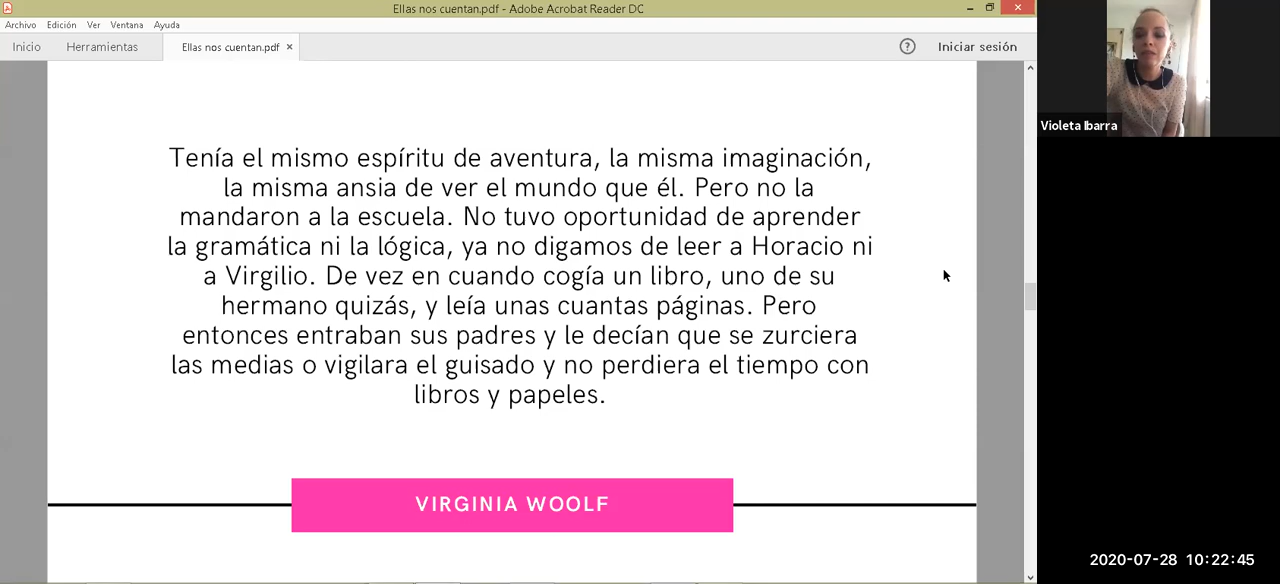 Ellas nos cuentan.pdf - Adobe Acrobat Reader DC
Archivo Edición Ver Ventana Ayuda
Inicio Herramientas Ellas nos cuentan.pdf × ? Iniciar sesión
Tenía el mismo espíritu de aventura, la misma imaginación,
la misma ansia de ver el mundo que él. Pero no la
mandaron a la escuela. No tuvo oportunidad de aprender
la gramática ni la lógica, ya no digamos de leer a Horacio ni
a Virgilio. De vez en cuando cogía un libro, uno de su
hermano quizás, y leía unas cuantas páginas. Pero
entonces entraban sus padres y le decían que se zurciera
las medias o vigilara el guisado y no perdiera el tiempo con
libros y papeles.
VIRGINIA WOOLF
Violeta Ibarra
2020-07-28 10:22:45